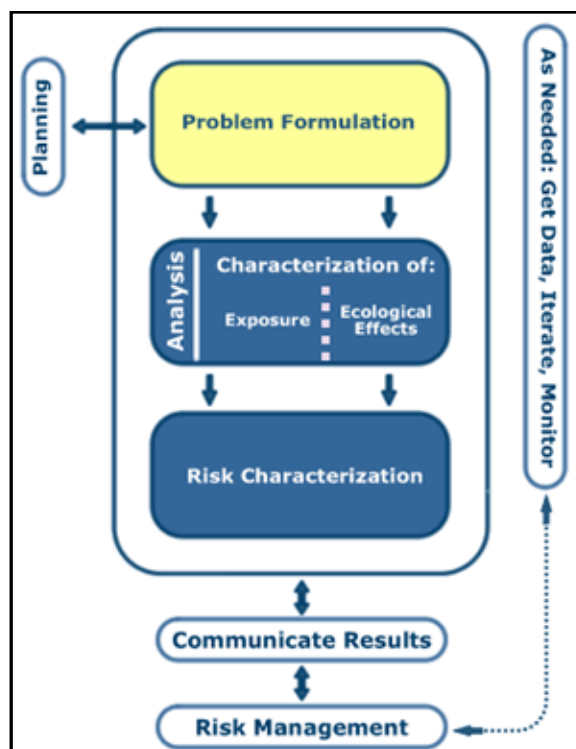 Planning
Problem Formulation
Analysis
Characterization of:
Exposure
Ecological
Effects
Risk Characterization
As Needed: Get Data, Iterate, Monitor
Communicate Results
Risk Management